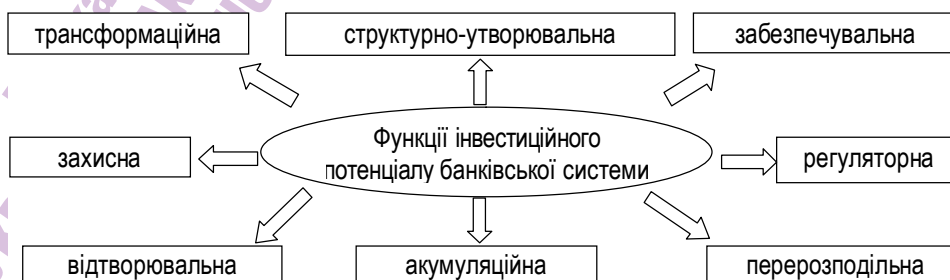 трансформаційна
структурно-утворювальна
забезпечувальна
Функції інвестиційного
потенціалу банківської системи
захисна
регуляторна
відтворювальна
акумуляційна
перерозподільна